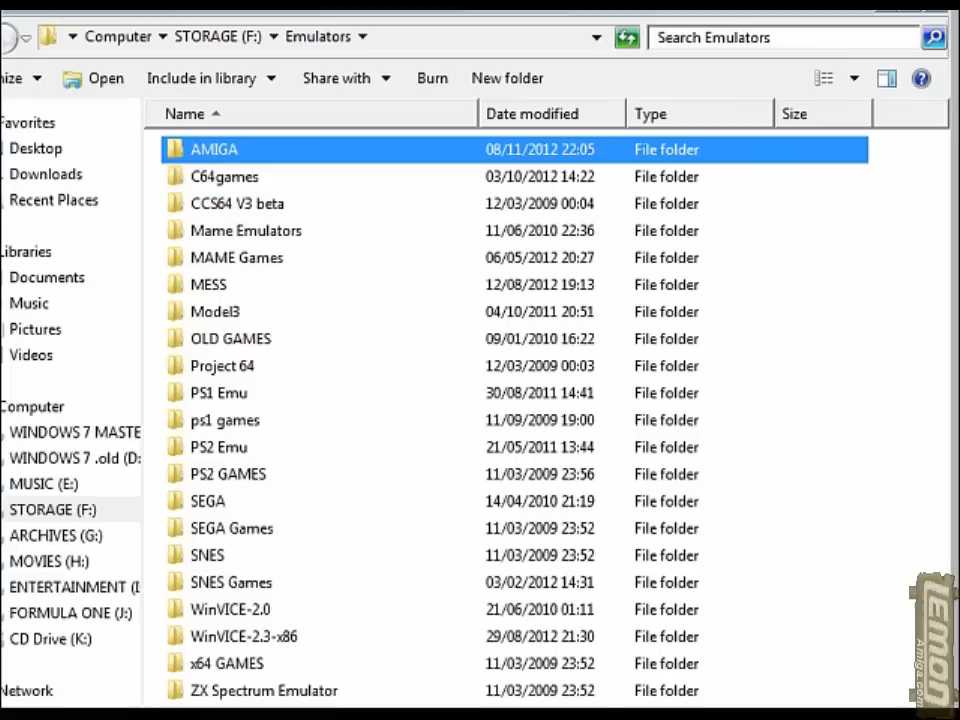 Computer STORAGE (F:) Emulators Search Emulators
Open Include in library Share with Burn New folder
Name Date modified Type Size
AMIGA 08/11/2012 22:05 File folder
C64games 03/10/2012 14:22 File folder
CCS64 V3 beta 12/03/2009 00:04 File folder
Mame Emulators 11/06/2010 22:36 File folder
MAME Games 06/05/2012 20:27 File folder
MESS 12/08/2012 19:13 File folder
Model3 04/10/2011 20:51 File folder
OLD GAMES 09/01/2010 16:22 File folder
Project 64 12/03/2009 00:03 File folder
PS1 Emu 30/08/2011 14:41 File folder
ps1 games 11/09/2009 19:00 File folder
PS2 Emu 21/05/2011 13:44 File folder
PS2 GAMES 11/03/2009 23:56 File folder
SEGA 14/04/2010 21:19 File folder
SEGA Games 11/03/2009 23:52 File folder
SNES 11/03/2009 23:52 File folder
SNES Games 03/02/2012 14:31 File folder
WinVICE-2.0 21/06/2010 01:11 File folder
WinVICE-2.3-x86 29/08/2012 21:30 File folder
x64 GAMES 11/03/2009 23:52 File folder
ZX Spectrum Emulator 11/03/2009 23:52 File folder
Favorites
Desktop
Downloads
Recent Places
Libraries
Documents
Music
Pictures
Videos
Computer
WINDOWS 7 MASTE
WINDOWS 7 .old (D:
MUSIC (E:)
STORAGE (F:)
ARCHIVES (G:)
MOVIES (H:)
ENTERTAINMENT (I
FORMULA ONE (J:)
CD Drive (K:)
Network
Lemon
Amiga.com